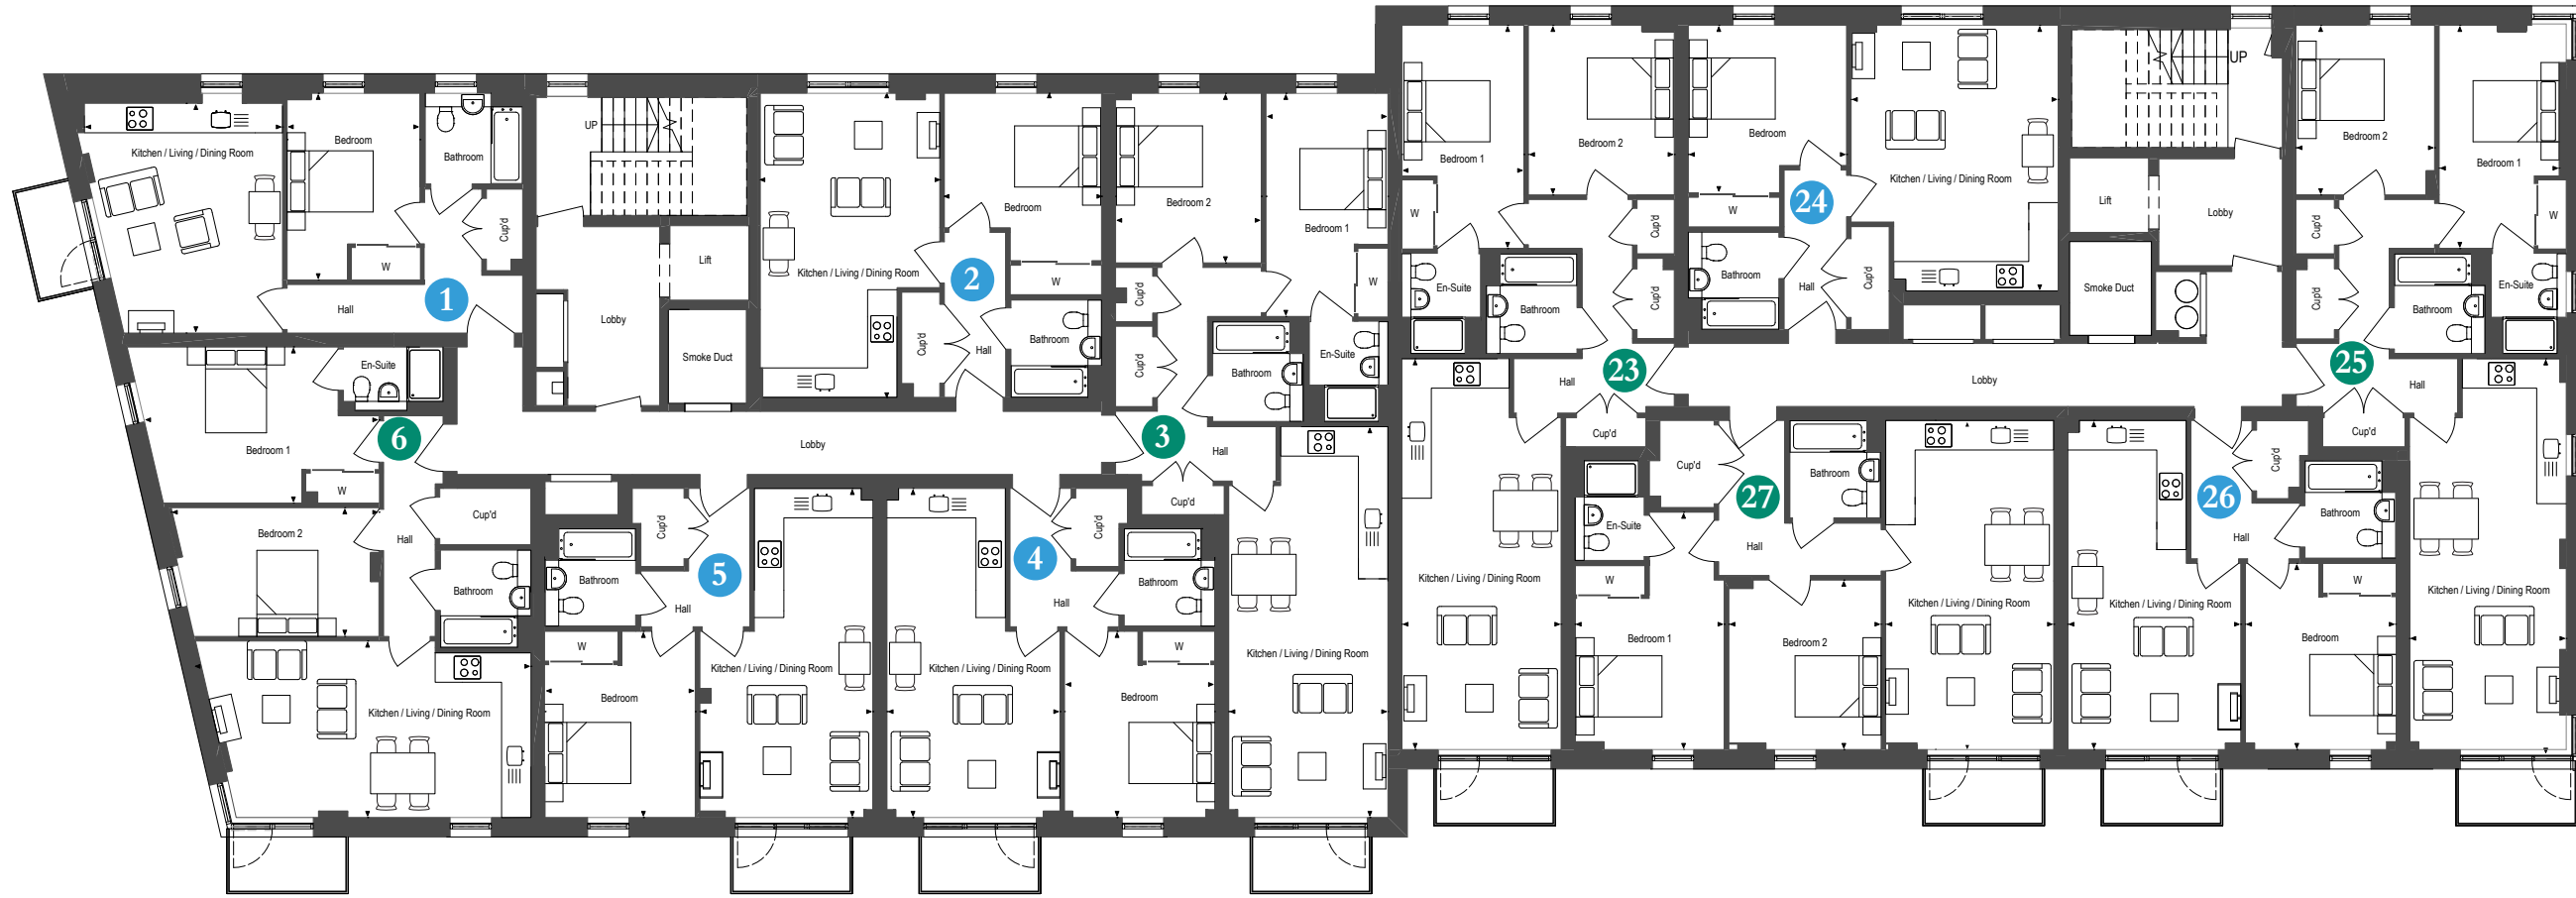 Kitchen / Living / Dining Room
Bedroom
W
Bathroom
Cup'd
Hall
1
UP
Lobby
Lift
Smoke Duct
Kitchen / Living / Dining Room
Bedroom
W
2
Cup'd
Hall
Bathroom
Bedroom 2
Bedroom 1
W
Cup'd
Cup'd
Bathroom
En-Suite
3
Hall
Cup'd
Kitchen / Living / Dining Room
Lobby
En-Suite
Bedroom 1
W
6
Bedroom 2
Hall
Cup'd
Bathroom
Kitchen / Living / Dining Room
Cup'd
5
Bathroom
Hall
W
Bedroom
Kitchen / Living / Dining Room
4
Cup'd
Bathroom
Hall
W
Kitchen / Living / Dining Room
Bedroom
Bedroom 1
Bedroom 2
W
Cup'd
Cup'd
En-Suite
Bathroom
23
Hall
Cup'd
Kitchen / Living / Dining Room
Bedroom
W
24
Kitchen / Living / Dining Room
Bathroom
Hall
Cup'd
UP
Lift
Lobby
Smoke Duct
Lobby
Bedroom 2
Bedroom 1
W
Cup'd
Cup'd
Bathroom
En-Suite
25
Hall
Cup'd
Kitchen / Living / Dining Room
Cup'd
27
Bathroom
En-Suite
Hall
W
Bedroom 1
Bedroom 2
Kitchen / Living / Dining Room
26
Cup'd
Bathroom
Hall
W
Kitchen / Living / Dining Room
Bedroom